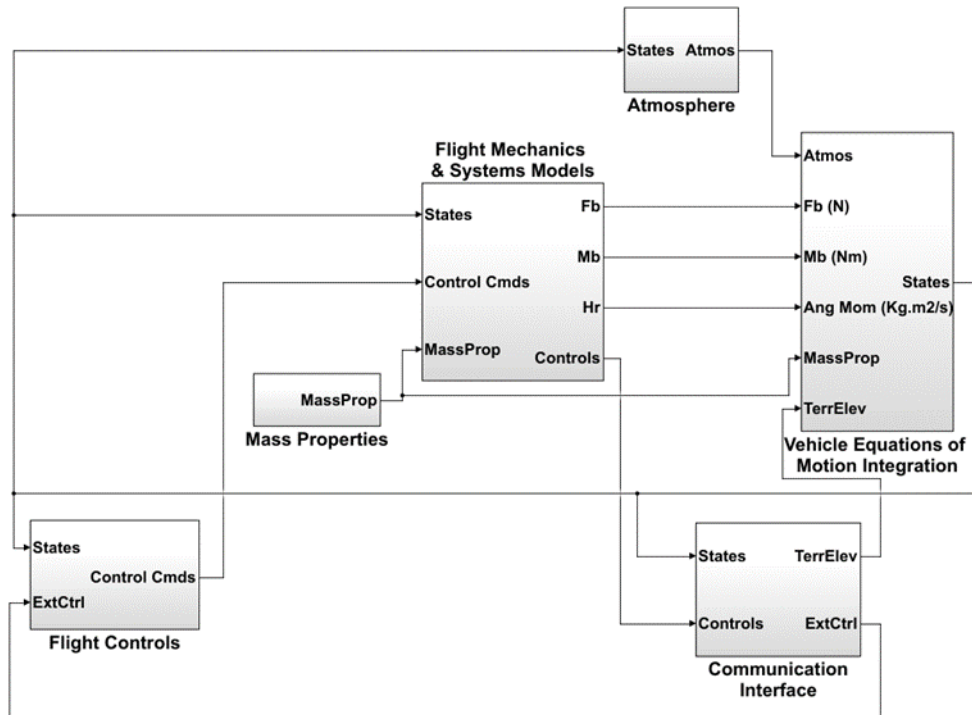 States Atmos
Atmosphere
Flight Mechanics
& Systems Models
States
Control Cmds
MassProp
Fb
Mb
Hr
Controls
MassProp
Mass Properties
Atmos
Fb (N)
Mb (Nm)
Ang Mom (Kg.m2/s)
MassProp
TerrElev
States
Vehicle Equations of
Motion Integration
States
ExtCtrl
Control Cmds
Flight Controls
States
Controls
TerrElev
ExtCtrl
Communication
Interface